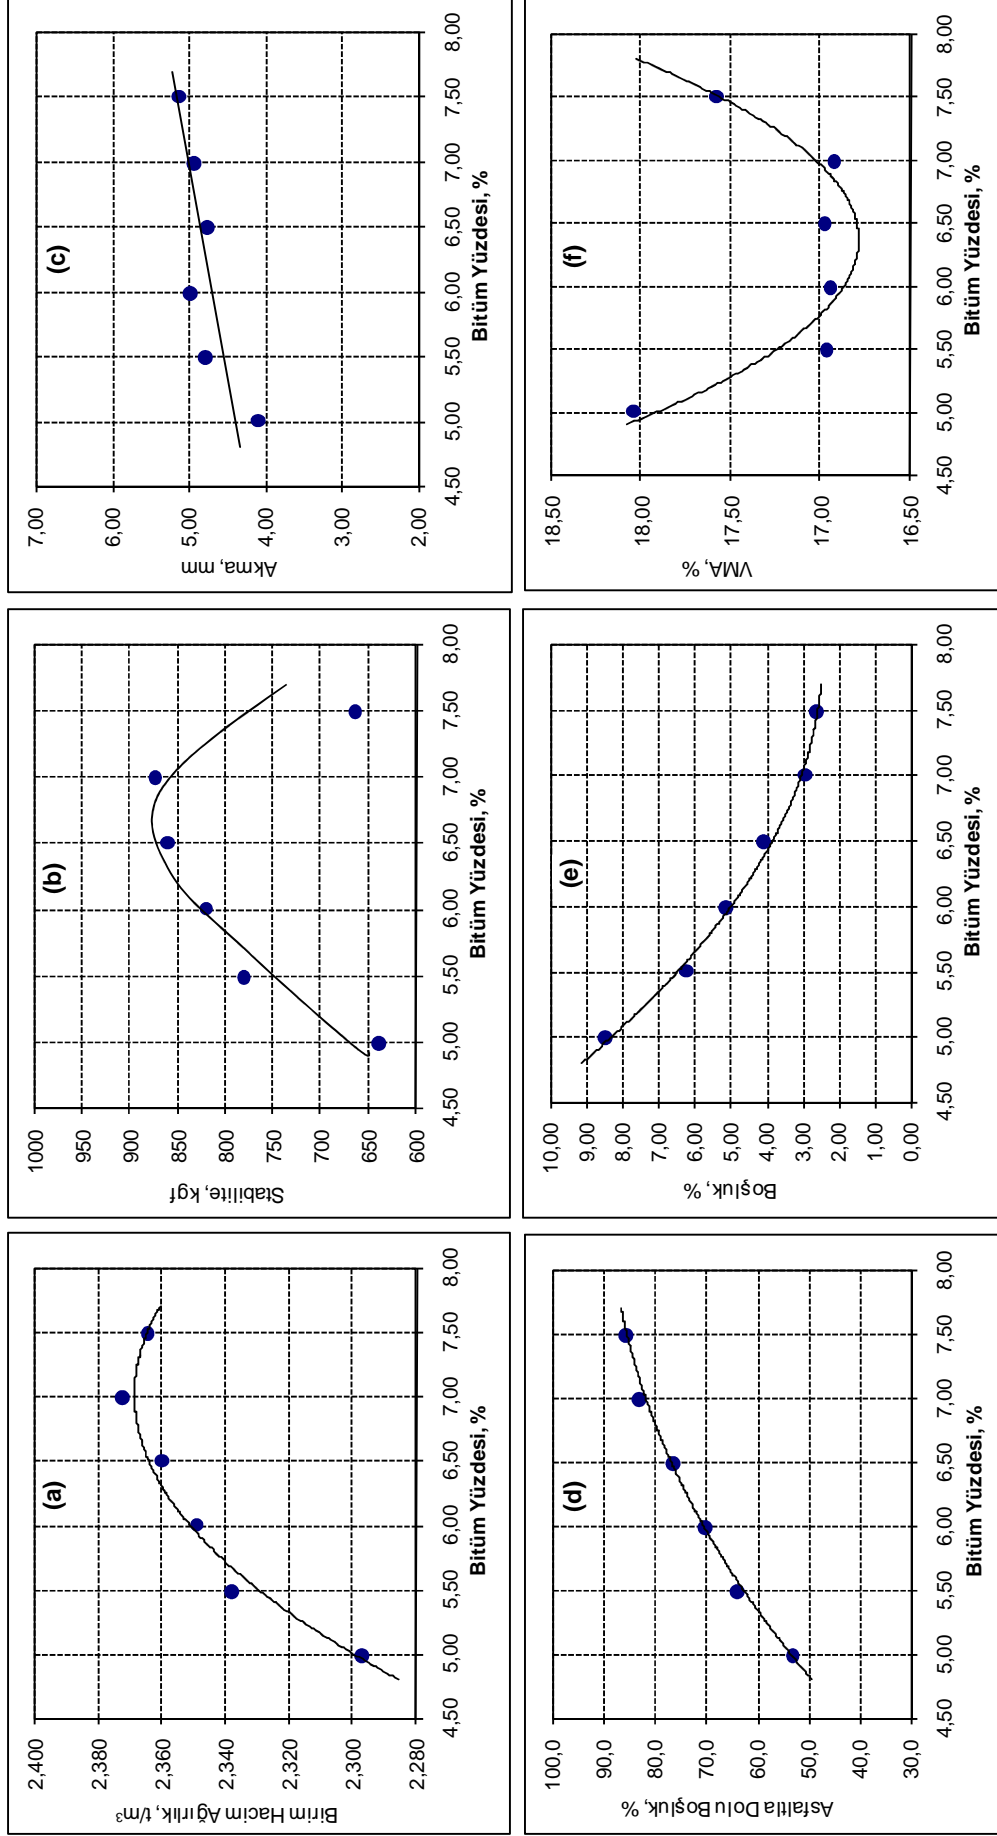 (a)
2,400
2,380
2,360
2,340
2,320
2,300
2,280
4,50 5,00 5,50 6,00 6,50 7,00 7,50 8,00
Bitüm Yüzdesi, %
Birim Hacim Ağırlık, t/m³
(b)
1000
950
900
850
800
750
700
650
600
4,50 5,00 5,50 6,00 6,50 7,00 7,50 8,00
Bitüm Yüzdesi, %
Stabilite, kgf
(c)
7,00
6,00
5,00
4,00
3,00
2,00
4,50 5,00 5,50 6,00 6,50 7,00 7,50 8,00
Bitüm Yüzdesi, %
Akma, mm
(d)
100,0
90,0
80,0
70,0
60,0
50,0
40,0
30,0
4,50 5,00 5,50 6,00 6,50 7,00 7,50 8,00
Bitüm Yüzdesi, %
Asfaltla Dolu Boşluk, %
(e)
10,00
9,00
8,00
7,00
6,00
5,00
4,00
3,00
2,00
1,00
0,00
4,50 5,00 5,50 6,00 6,50 7,00 7,50 8,00
Bitüm Yüzdesi, %
Boşluk, %
(f)
18,50
18,00
17,50
17,00
16,50
4,50 5,00 5,50 6,00 6,50 7,00 7,50 8,00
Bitüm Yüzdesi, %
VMA, %